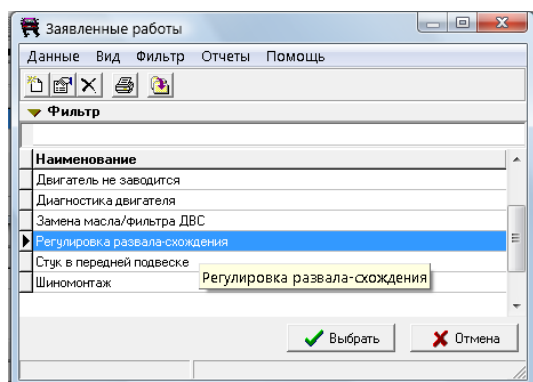 Заявленные работы
Данные Вид Фильтр Отчеты Помощь
Фильтр
Наименование
Двигатель не заводится
Диагностика двигателя
Замена масла/фильтра ДВС
Регулировка развала-схождения
Стук в передней подвеске
Регулировка развала-схождения
Шиномонтаж
Выбрать Отмена